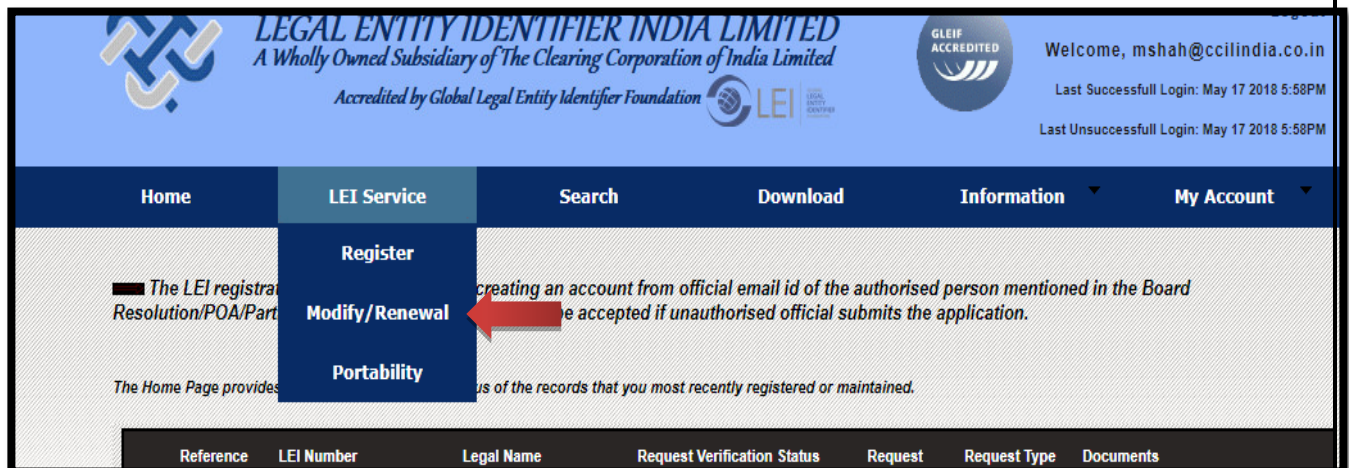 LEGAL ENTITY IDENTIFIER INDIA LIMITED
A Wholly Owned Subsidiary of The Clearing Corporation of India Limited
Accredited by Global Legal Entity Identifier Foundation
LEI
GLEIF
ACCREDITED
Welcome, mshah@ccilindia.co.in
Last Successfull Login: May 17 2018 5:58PM
Last Unsuccessfull Login: May 17 2018 5:58PM
Home LEI Service Search Download Information My Account
Register
Modify/Renewal
Portability
The LEI registra creating an account from official email id of the authorised person mentioned in the Board
Resolution/POA/Part be accepted if unauthorised official submits the application.
The Home Page provides us of the records that you most recently registered or maintained.
Reference LEI Number Legal Name Request Verification Status Request Request Type Documents